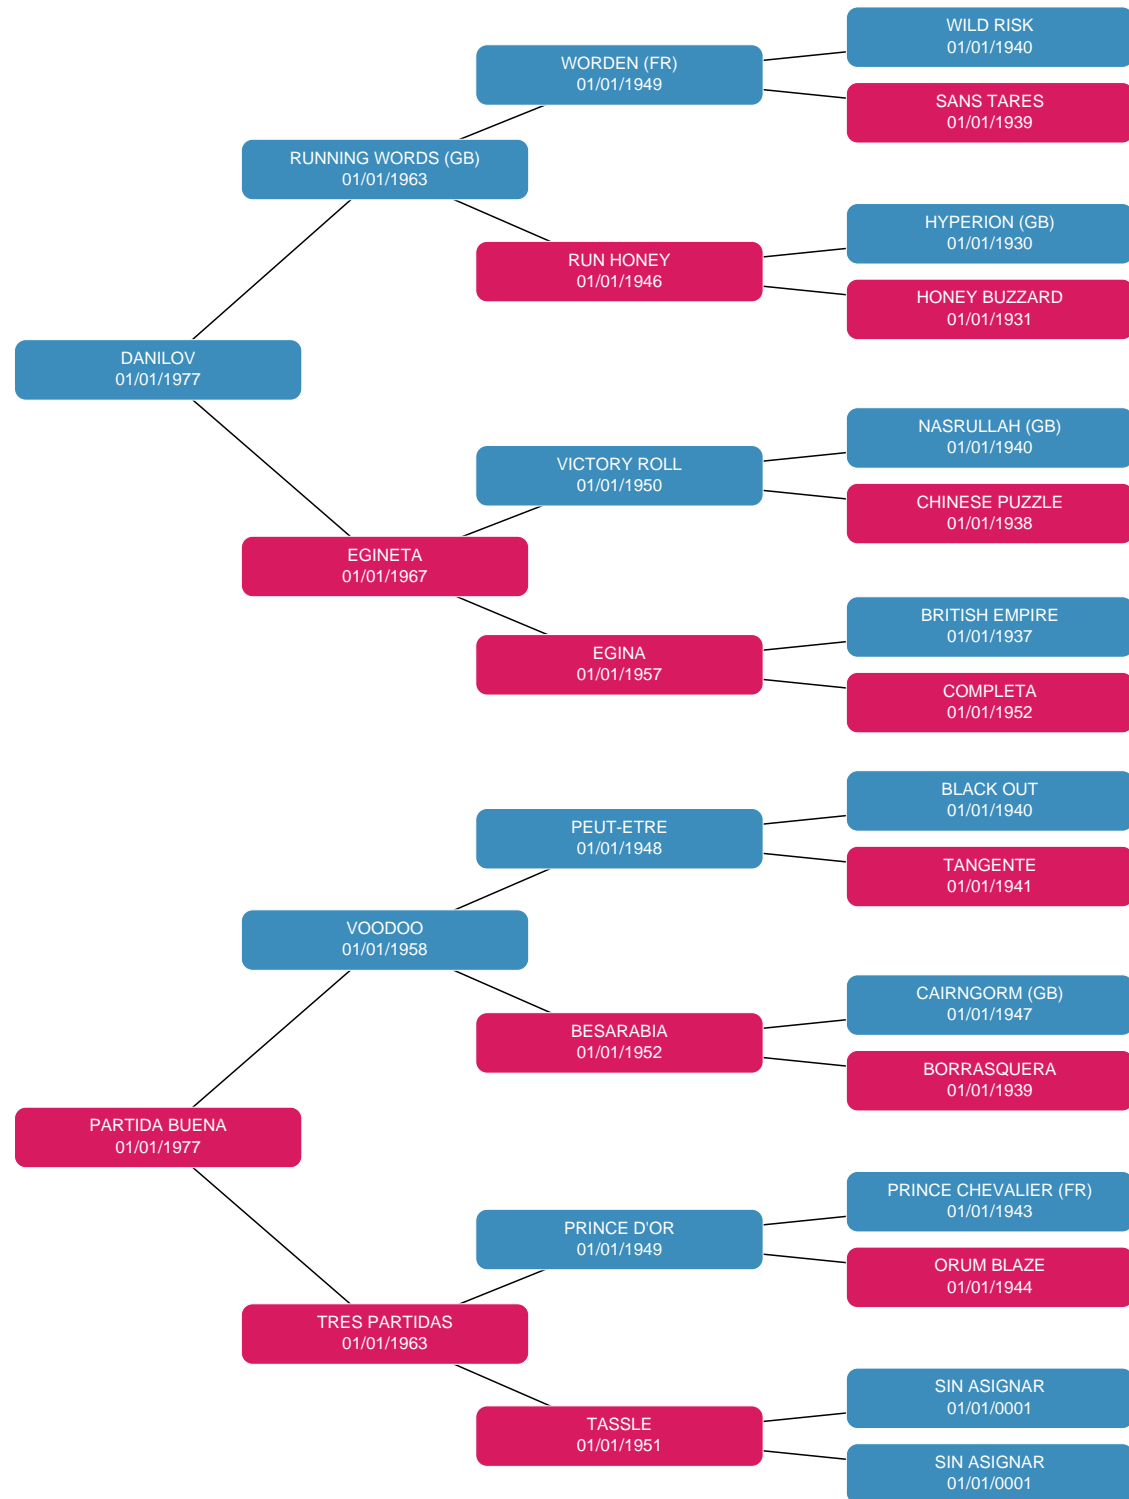 WILD RISK
01/01/1940
WORDEN (FR)
01/01/1949
SANS TARES
01/01/1939
RUNNING WORDS (GB)
01/01/1963
HYPERION (GB)
01/01/1930
RUN HONEY
01/01/1946
HONEY BUZZARD
01/01/1931
DANILOV
01/01/1977
NASRULLAH (GB)
01/01/1940
VICTORY ROLL
01/01/1950
CHINESE PUZZLE
01/01/1938
EGINETA
01/01/1967
BRITISH EMPIRE
01/01/1937
EGINA
01/01/1957
COMPLETA
01/01/1952
BLACK OUT
01/01/1940
PEUT-ETRE
01/01/1948
TANGENTE
01/01/1941
VOODOO
01/01/1958
CAIRNGORM (GB)
01/01/1947
BESARABIA
01/01/1952
BORRASQUERA
01/01/1939
PARTIDA BUENA
01/01/1977
PRINCE CHEVALIER (FR)
01/01/1943
PRINCE D'OR
01/01/1949
ORUM BLAZE
01/01/1944
TRES PARTIDAS
01/01/1963
SIN ASIGNAR
01/01/0001
TASSLE
01/01/1951
SIN ASIGNAR
01/01/0001